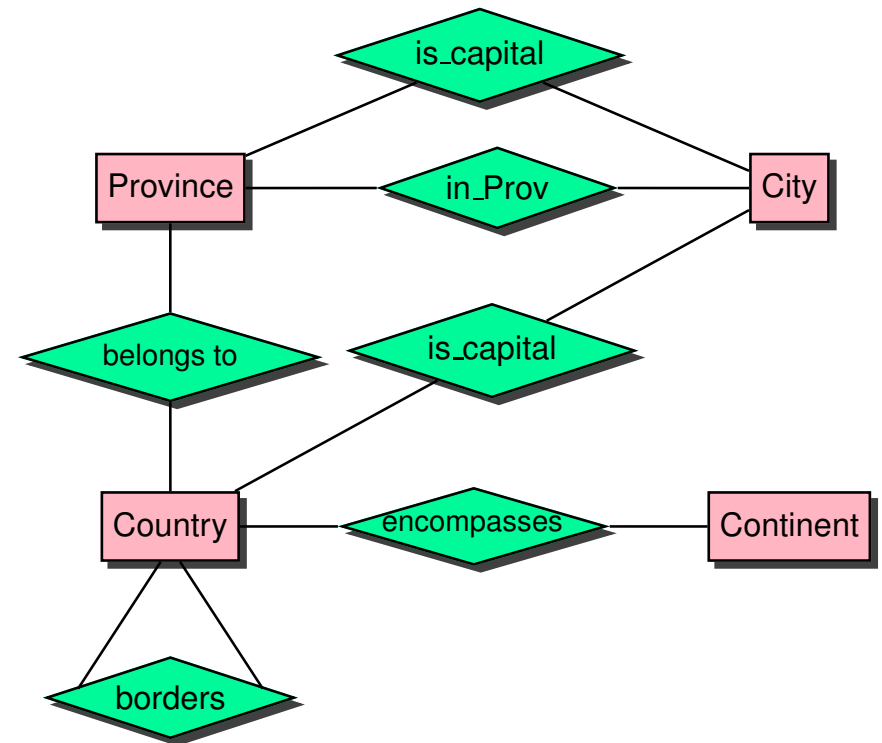 is_capital
Province
in_Prov
City
belongs to
is_capital
Country
encompasses
Continent
borders